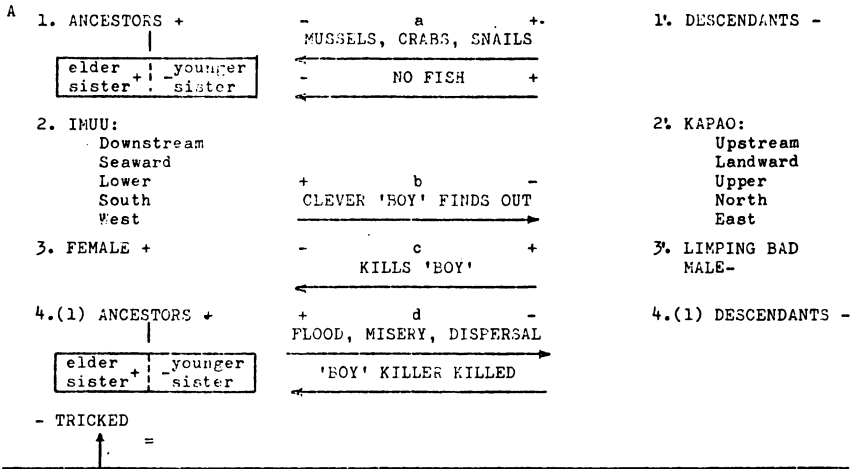 A
1. ANCESTORS + - a +. 1'. DESCENDANTS -
MUSSELS, CRABS, SNAILS
elder + -younger - NO FISH +
sister sister
2. IMUU: 2'. KAPAO:
Downstream Upstream
Seaward Landward
Lower + b - Upper
South CLEVER 'BOY' FINDS OUT North
West East
3. FEMALE + - c + 3'. LIMPING BAD
KILLS 'BOY' MALE-
4.(1) ANCESTORS + + d - 4.(1) DESCENDANTS -
FLOOD, MISERY, DISPERSAL
elder + -younger 'BOY' KILLER KILLED
sister sister
- TRICKED
=